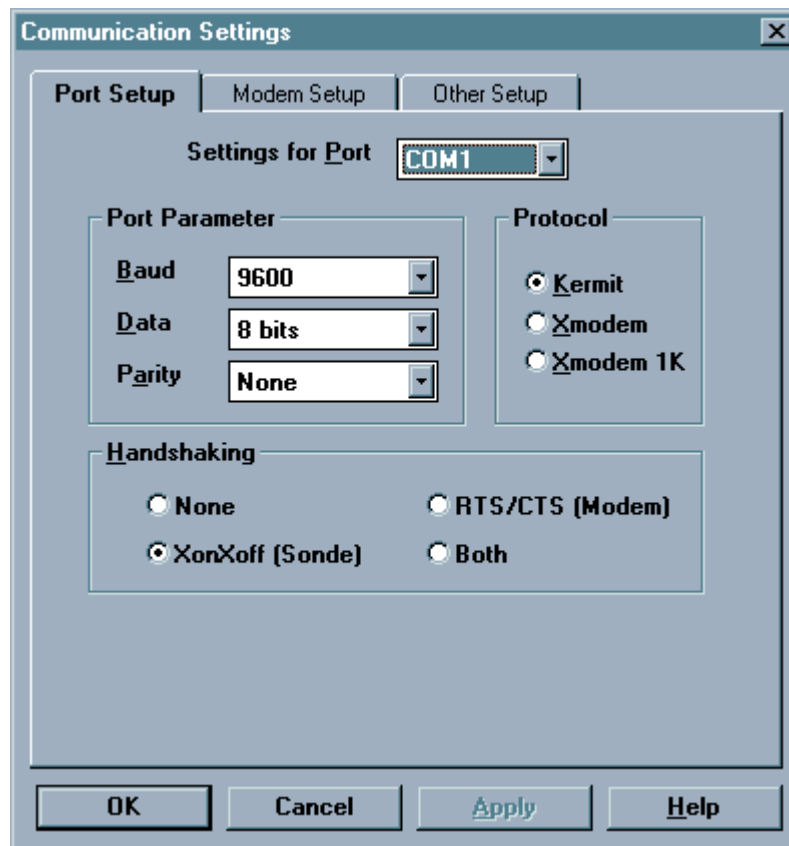 Communication Settings
Port Setup Modem Setup Other Setup
Settings for Port COM1
Port Parameter
Baud 9600
Data 8 bits
Parity None
Protocol
Kermit
Xmodem
Xmodem 1K
Handshaking
None RTS/CTS (Modem)
XonXoff (Sonde) Both
OK Cancel Apply Help